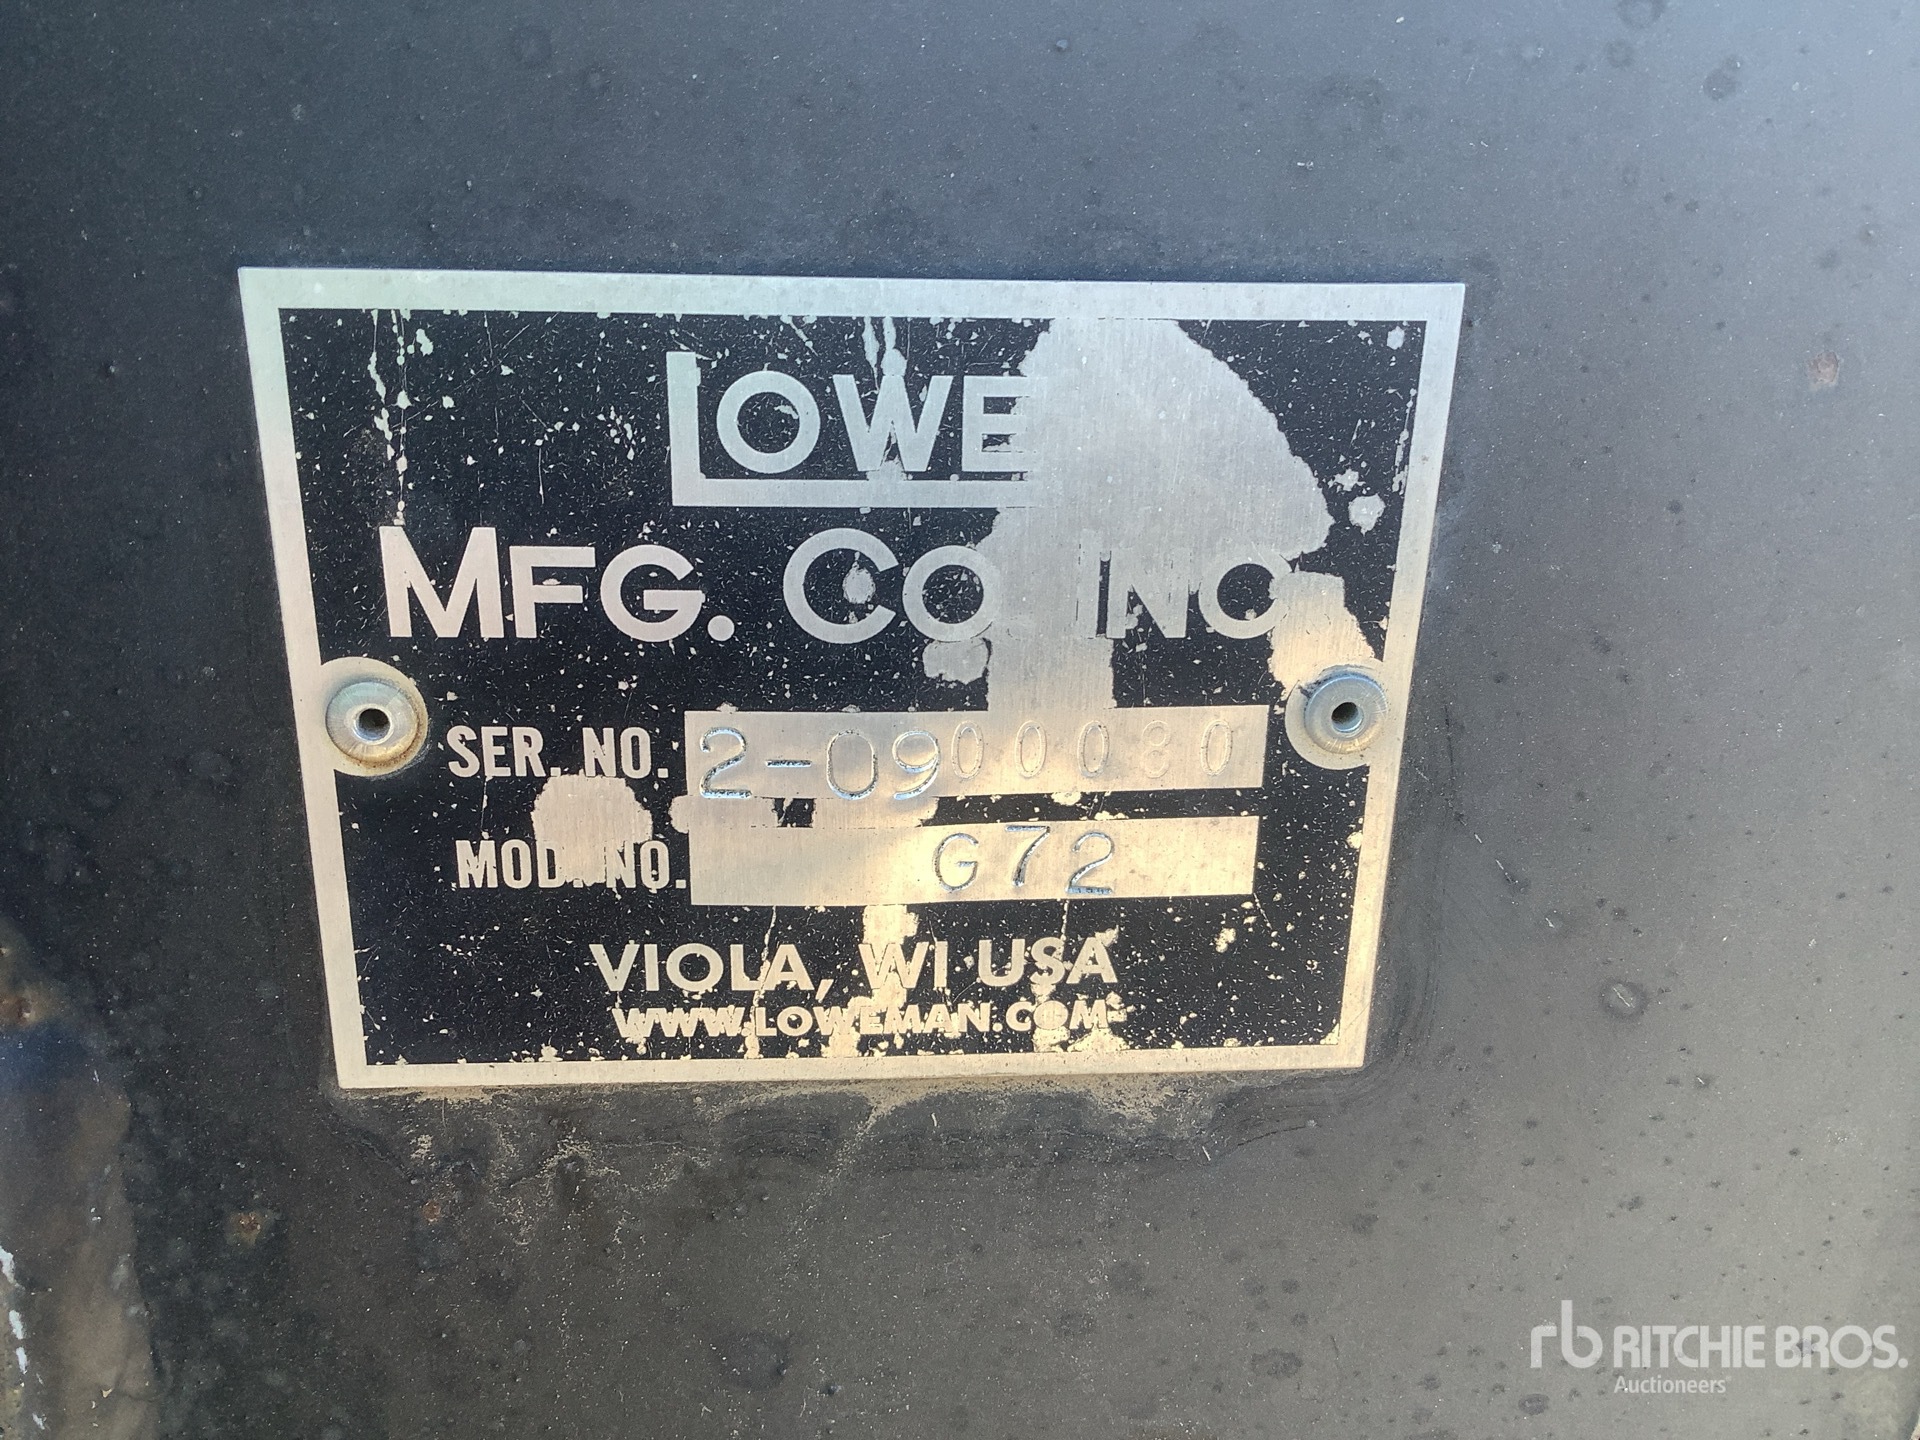 LOWE
MFG. CO. INC
SER. NO. 2-0900080
MOD. NO. G72
VIOLA, WI USA
WWW.LOWEMAN.COM
rb RITCHIE BROS.
Auctioneers